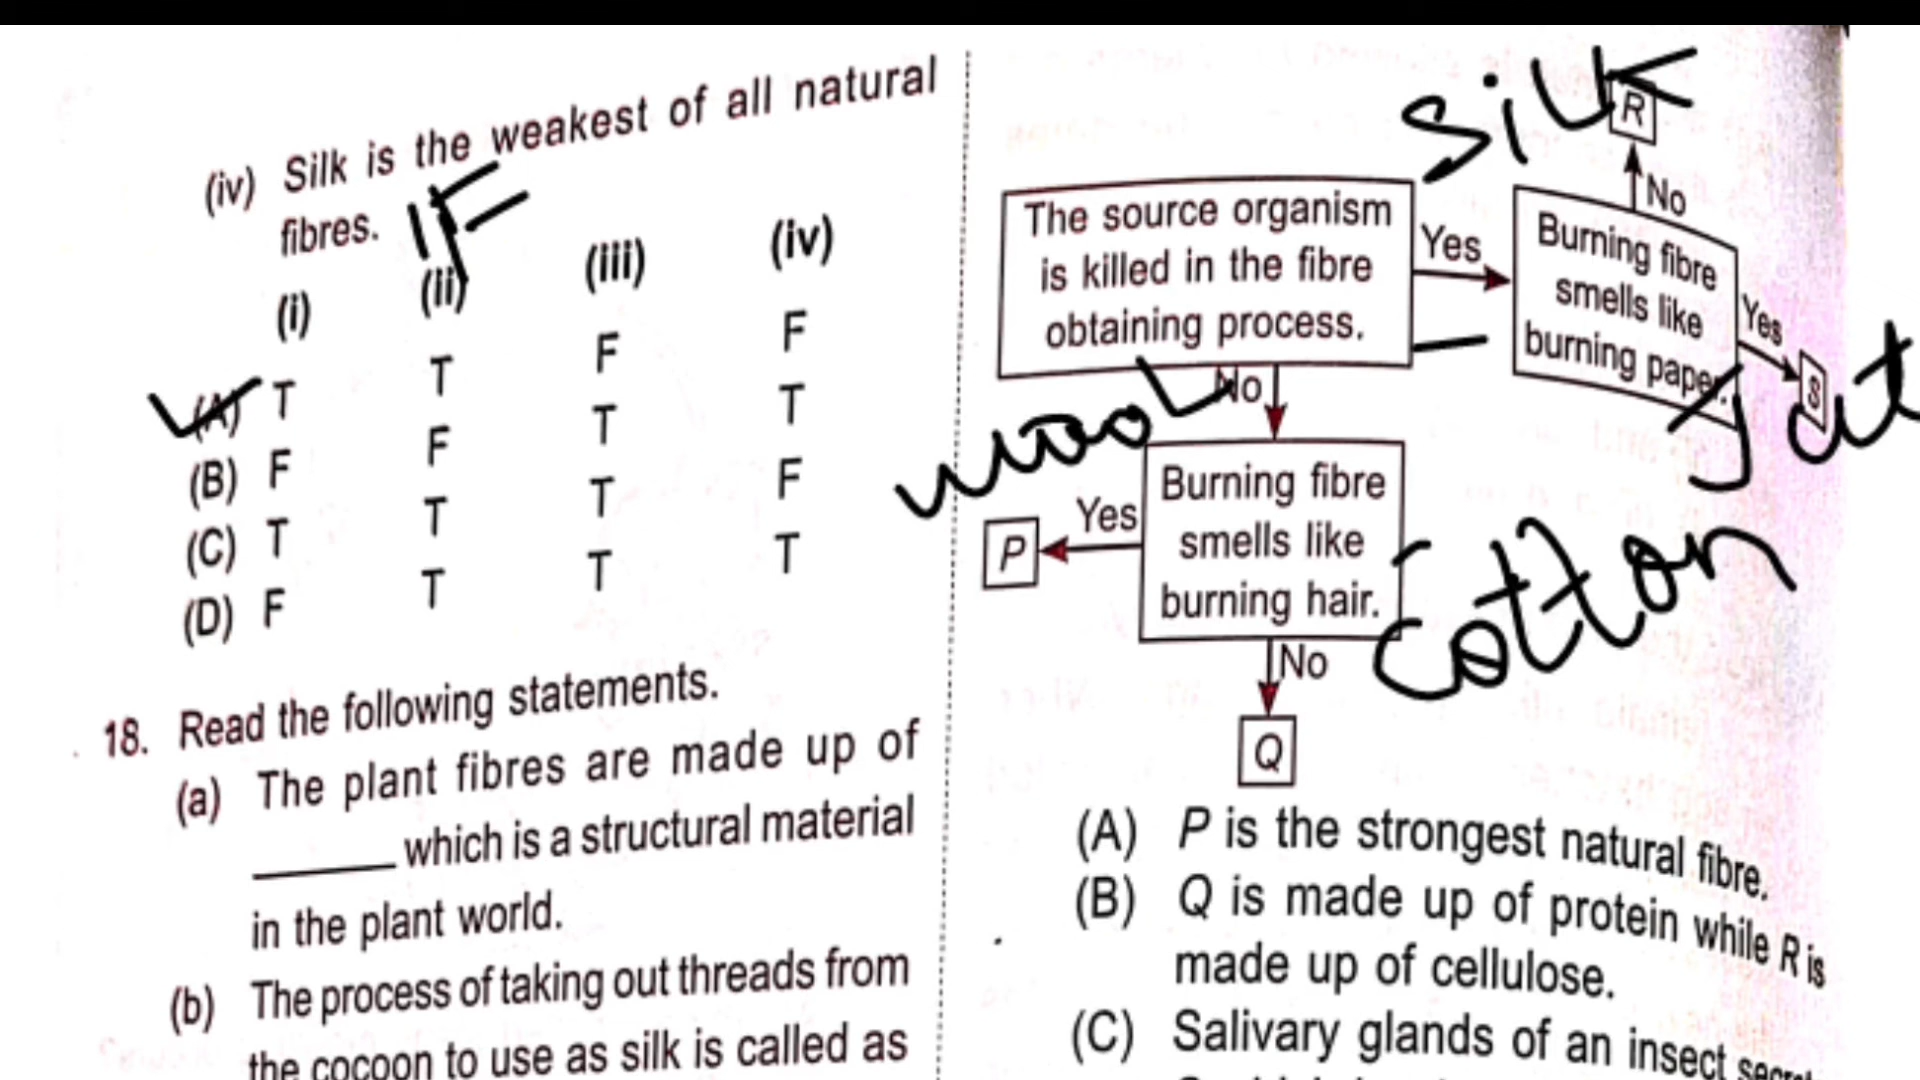 (iv) Silk is the weakest of all natural
fibres. 1F
(i) (ii) (iii) (iv)
(A) T T F F
(B) F F T T
(C) T T T F
(D) F T T T
18. Read the following statements.
(a) The plant fibres are made up of
______ which is a structural material
in the plant world.
(b) The process of taking out threads from
the cocoon to use as silk is called as
Silk
R
No
The source organism
is killed in the fibre
obtaining process.
Yes
Burning fibre
smells like
burning paper.
Yes
S
Jut
No
wool
Burning fibre
smells like
burning hair.
Yes
P
cotton
No
Q
(A) P is the strongest natural fibre.
(B) Q is made up of protein while R is
made up of cellulose.
(C) Salivary glands of an insect